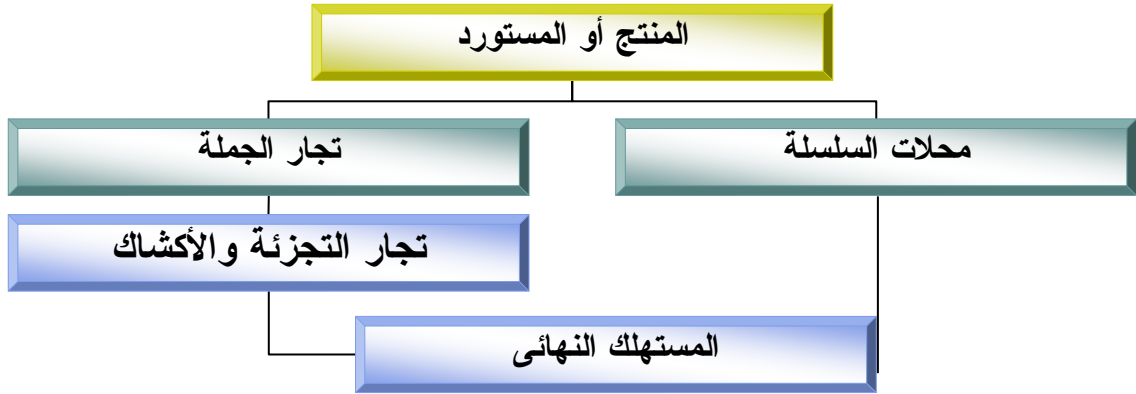 المنتج أو المستورد
محلات السلسلة
تجار الجملة
تجار التجزئة والأكشاك
المستهلك النهائى